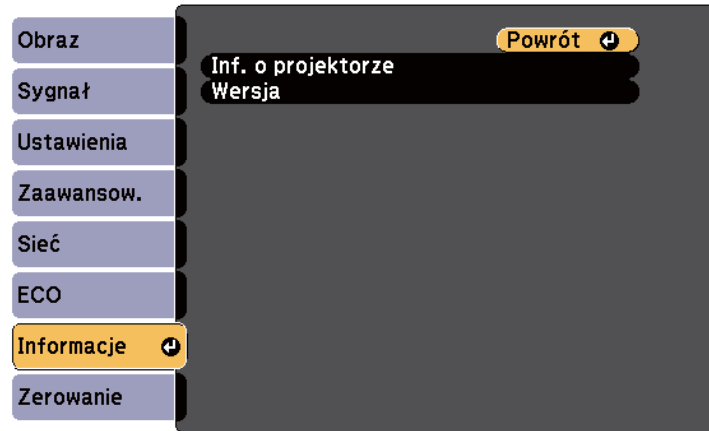 Obraz
Sygnał
Ustawienia
Zaawansow.
Sieć
ECO
Informacje
Zerowanie
Powrót
Inf. o projektorze
Wersja